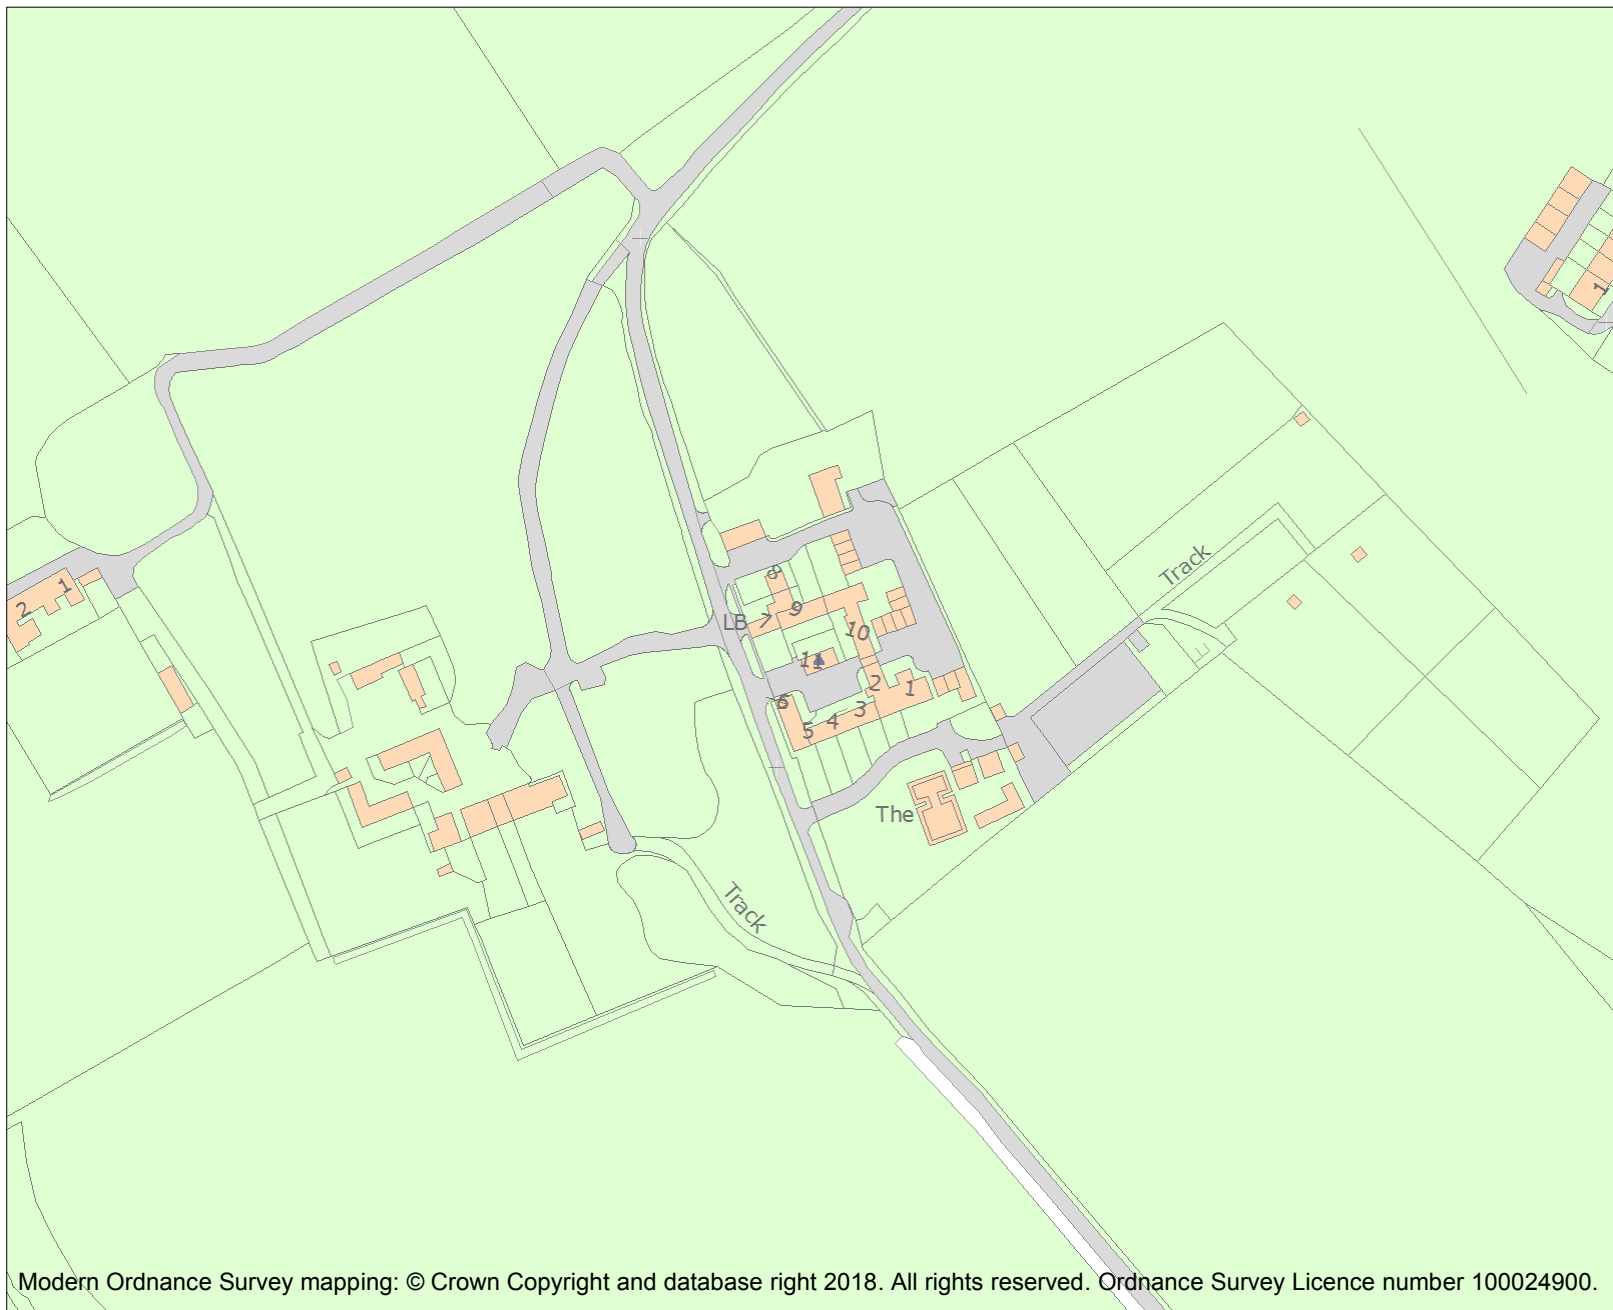 1
Track
8
9
LB
7
10
11
2
1
6
3
4
5
The
1
2
Track
Modern Ordnance Survey mapping: © Crown Copyright and database right 2018. All rights reserved. Ordnance Survey Licence number 100024900.